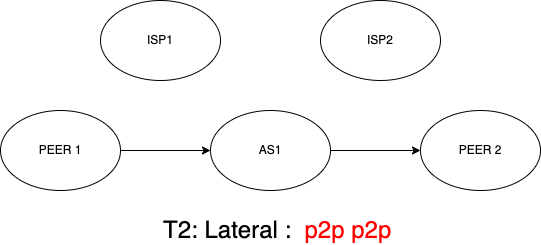 ISP1
ISP2
PEER 1
AS1
PEER 2
T2: Lateral : p2p p2p